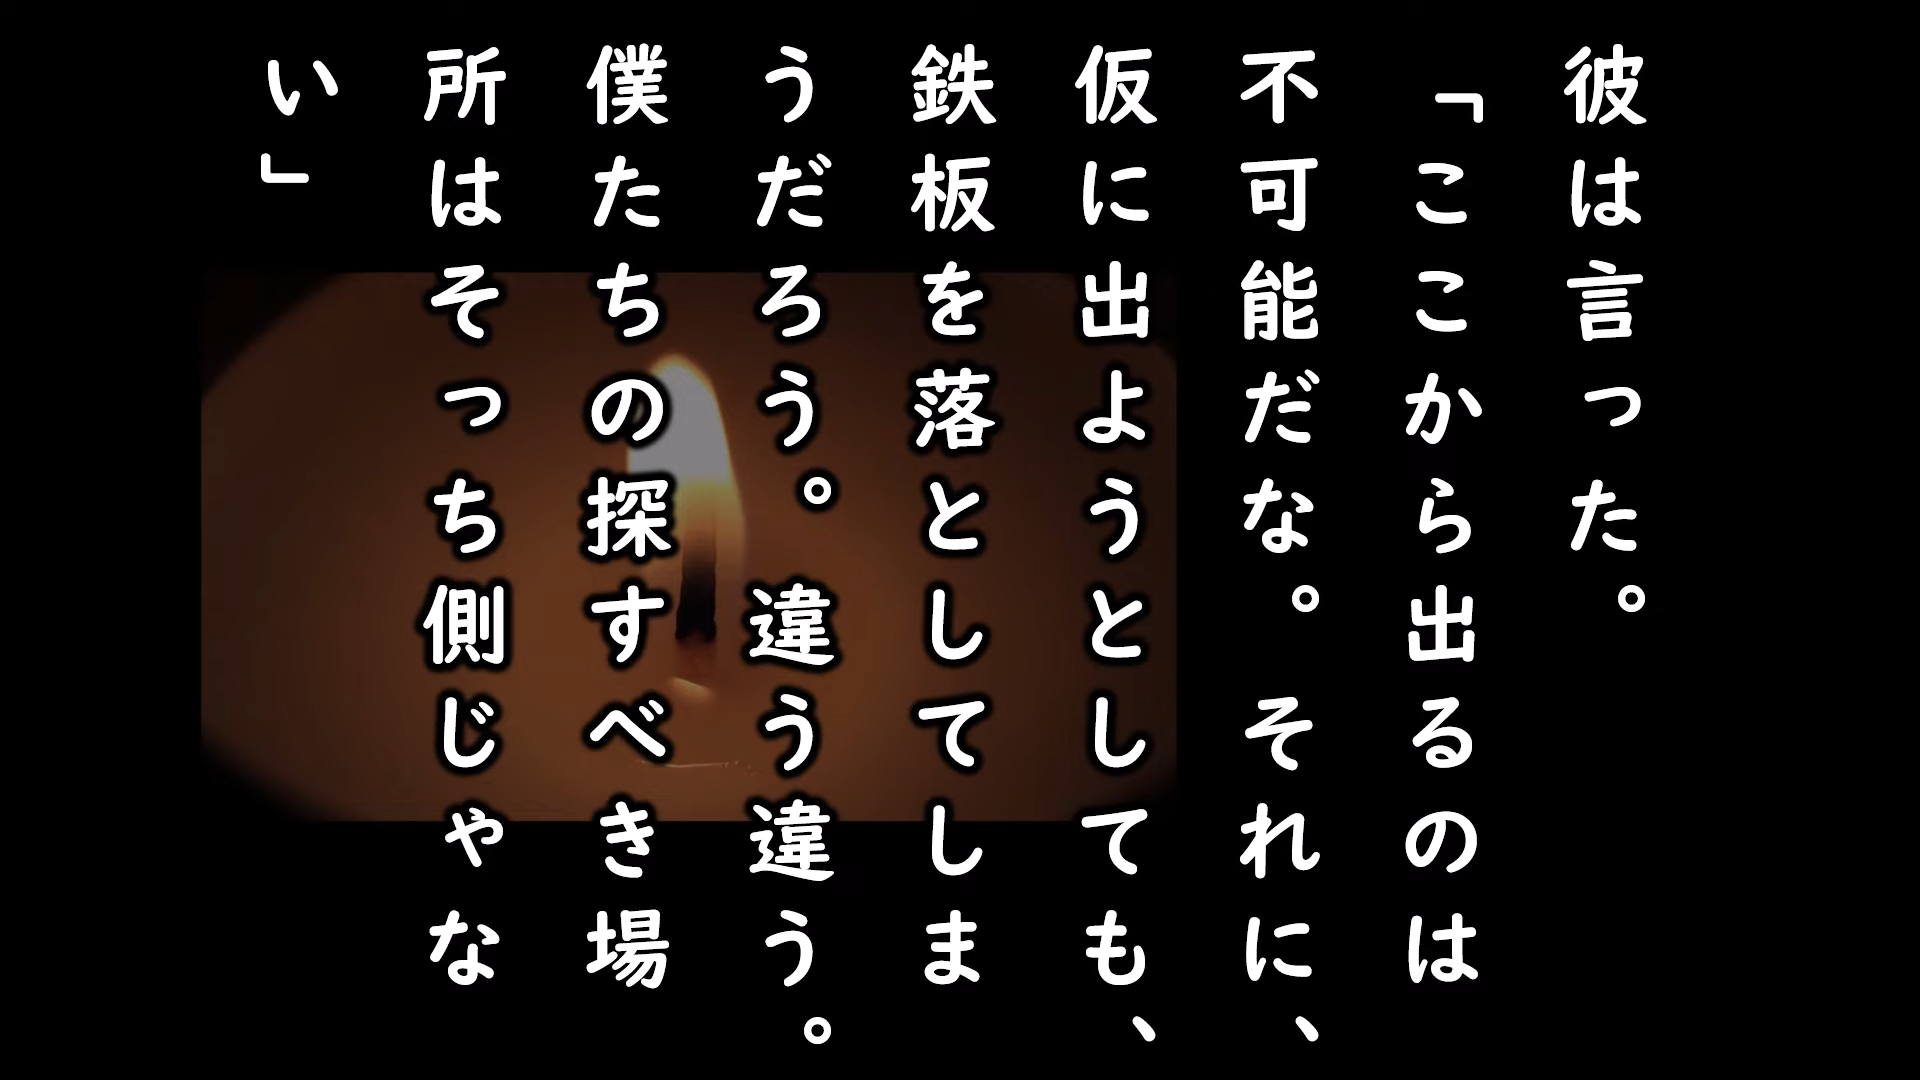 彼は言った。
「ここから出るのは
不可能だな。それに、
仮に出ようとしても、
鉄板を落としてしま
うだろう。違う違う。
僕たちの探すべき場
所はそっち側じゃな
い」